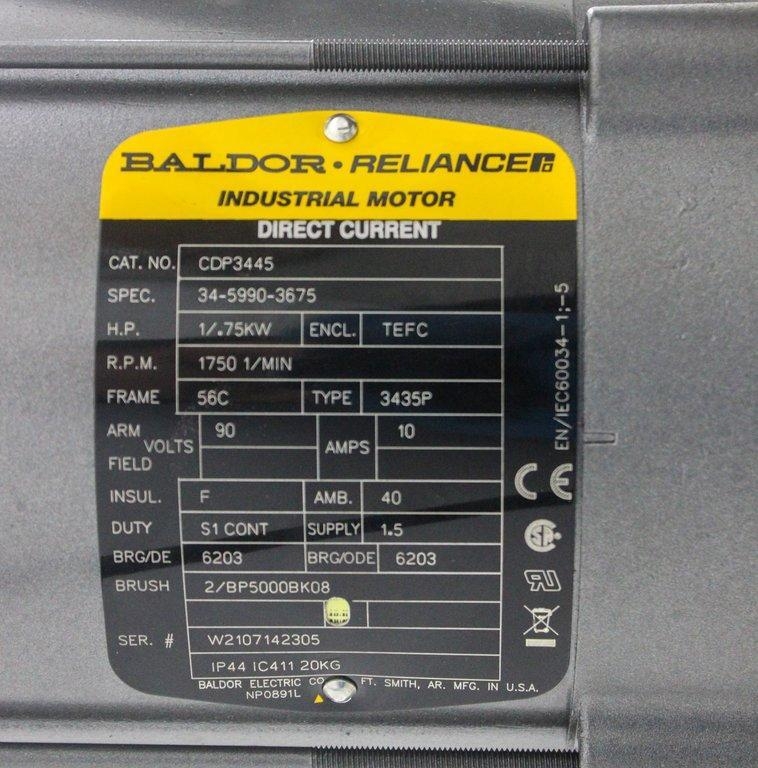 BALDOR • RELIANCE
INDUSTRIAL MOTOR
DIRECT CURRENT
CAT. NO. CDP3445
SPEC. 34-5990-3675
H.P. 1/.75KW ENCL. TEFC
R.P.M. 1750 1/MIN
FRAME 56C TYPE 3435P
ARM VOLTS 90 AMPS 10
FIELD
INSUL. F AMB. 40
DUTY S1 CONT SUPPLY 1.5
BRG/DE 6203 BRG/ODE 6203
BRUSH 2/BP5000BK08
SER. # W2107142305
IP44 IC411 20KG
BALDOR ELECTRIC CO FT. SMITH, AR. MFG. IN U.S.A.
NP0891L
EN/IEC60034-1;-5
CE